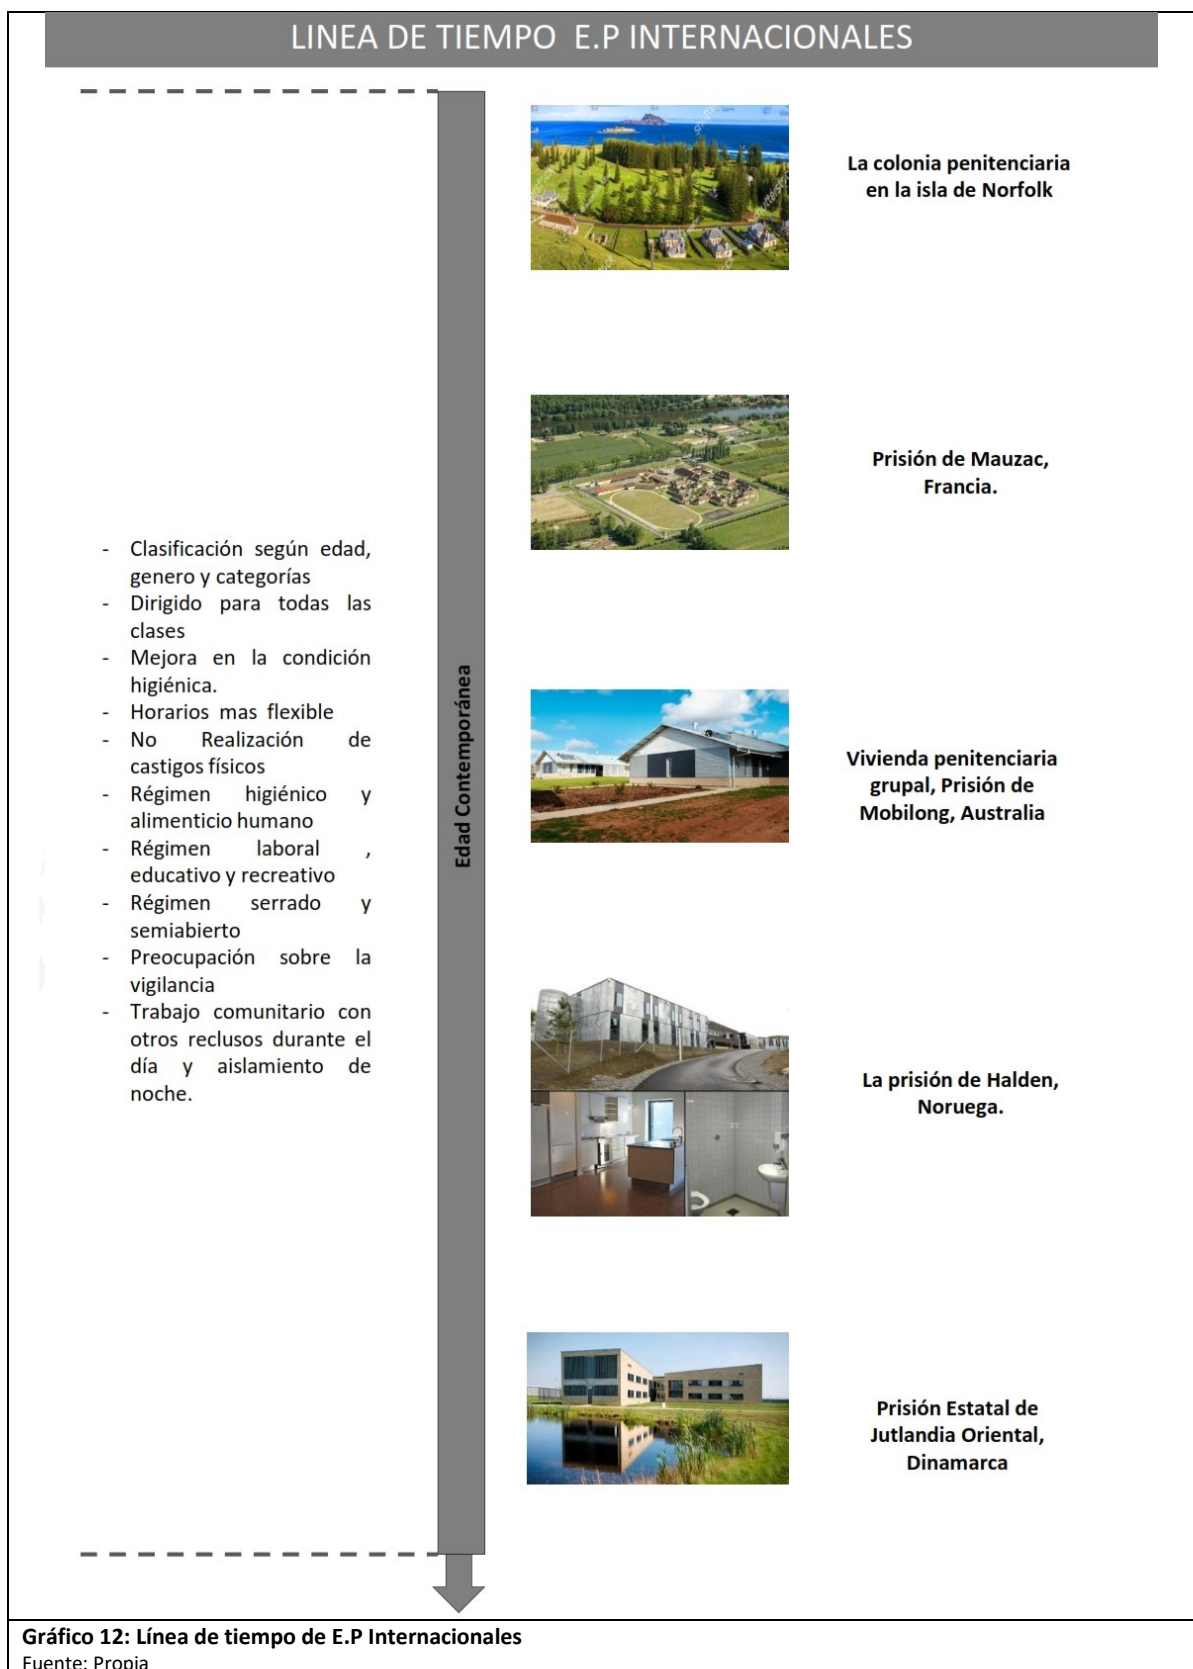 LINEA DE TIEMPO E.P INTERNACIONALES
shutterstock
shutterstock
shutterstock
La colonia penitenciaria
en la isla de Norfolk
Prisión de Mauzac,
Francia.
- Clasificación según edad,
genero y categorías
- Dirigido para todas las
clases
- Mejora en la condición
higiénica.
- Horarios mas flexible
- No Realización de
castigos físicos
- Régimen higiénico y
alimenticio humano
- Régimen laboral ,
educativo y recreativo
- Régimen serrado y
semiabierto
- Preocupación sobre la
vigilancia
- Trabajo comunitario con
otros reclusos durante el
día y aislamiento de
noche.
Edad Contemporánea
Vivienda penitenciaria
grupal, Prisión de
Mobilong, Australia
La prisión de Halden,
Noruega.
Prisión Estatal de
Jutlandia Oriental,
Dinamarca
Gráfico 12: Línea de tiempo de E.P Internacionales
Fuente: Propia